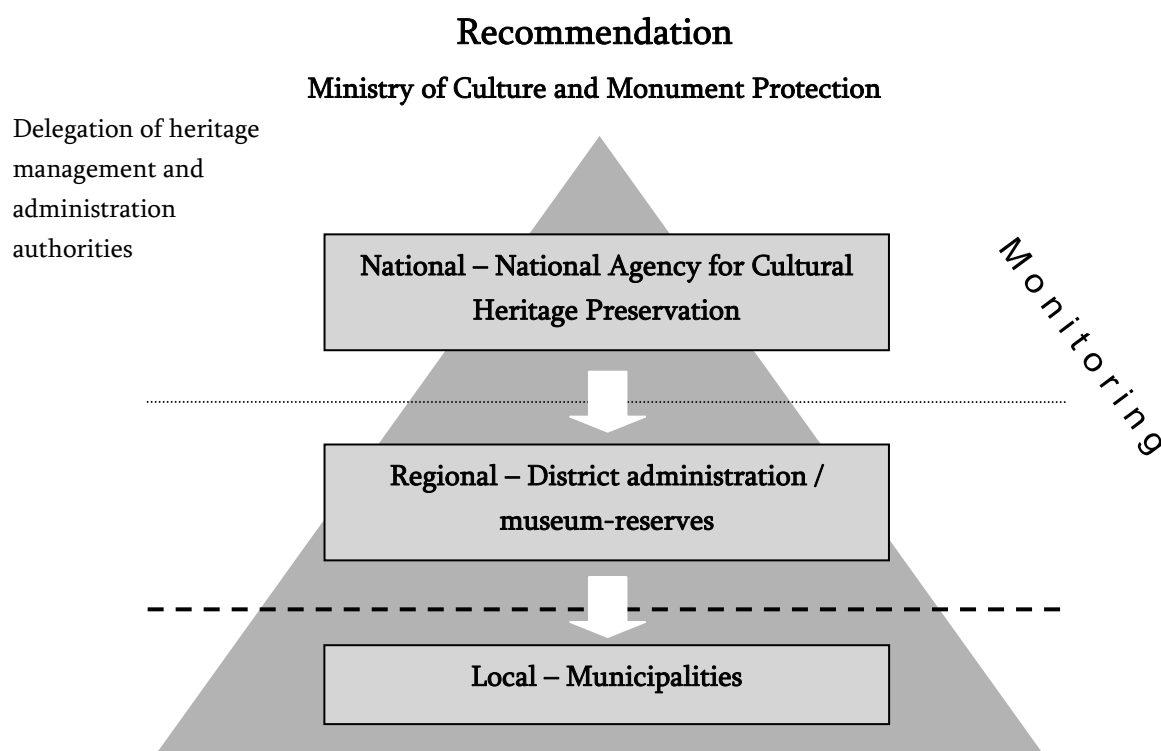 Recommendation
Ministry of Culture and Monument Protection
Delegation of heritage
management and
administration
authorities
National – National Agency for Cultural
Heritage Preservation
Monitoring
Regional – District administration /
museum-reserves
Local – Municipalities